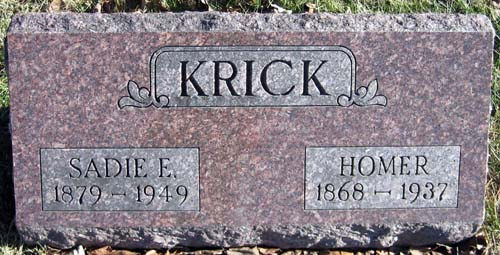 KRICK
SADIE E.
1879 - 1949
HOMER
1868 - 1937